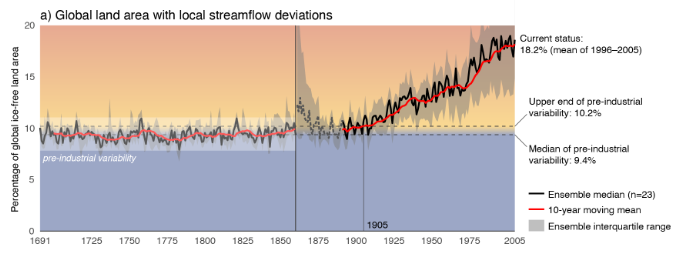 a) Global land area with local streamflow deviations
Percentage of global ice-free land area
20
15
10
5
0
pre-industrial variability
1905
1691
1725
1750
1775
1800
1825
1850
1875
1900
1925
1950
1975
2005
Current status:
18.2% (mean of 1996–2005)
Upper end of pre-industrial
variability: 10.2%
Median of pre-industrial
variability: 9.4%
Ensemble median (n=23)
10-year moving mean
Ensemble interquartile range